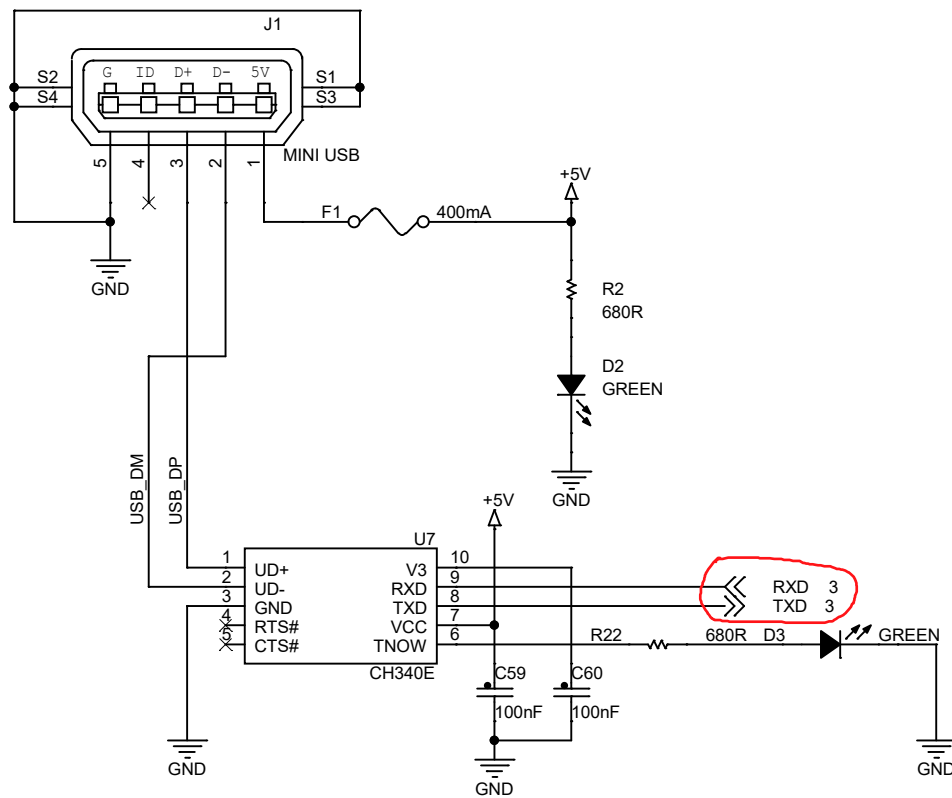 J1
S2
G ID D+ D- 5V
S1
S4
S3
5
4
3
2
1
MINI USB
+5V
F1
400mA
GND
R2
680R
D2
GREEN
USB_DM
USB_DP
GND
+5V
U7
1 UD+
V3 10
2 UD-
RXD 9
RXD 3
3 GND
TXD 8
TXD 3
4 RTS#
VCC 7
5 CTS#
TNOW 6
R22 680R D3 GREEN
CH340E
C59
C60
100nF
100nF
GND
GND
GND